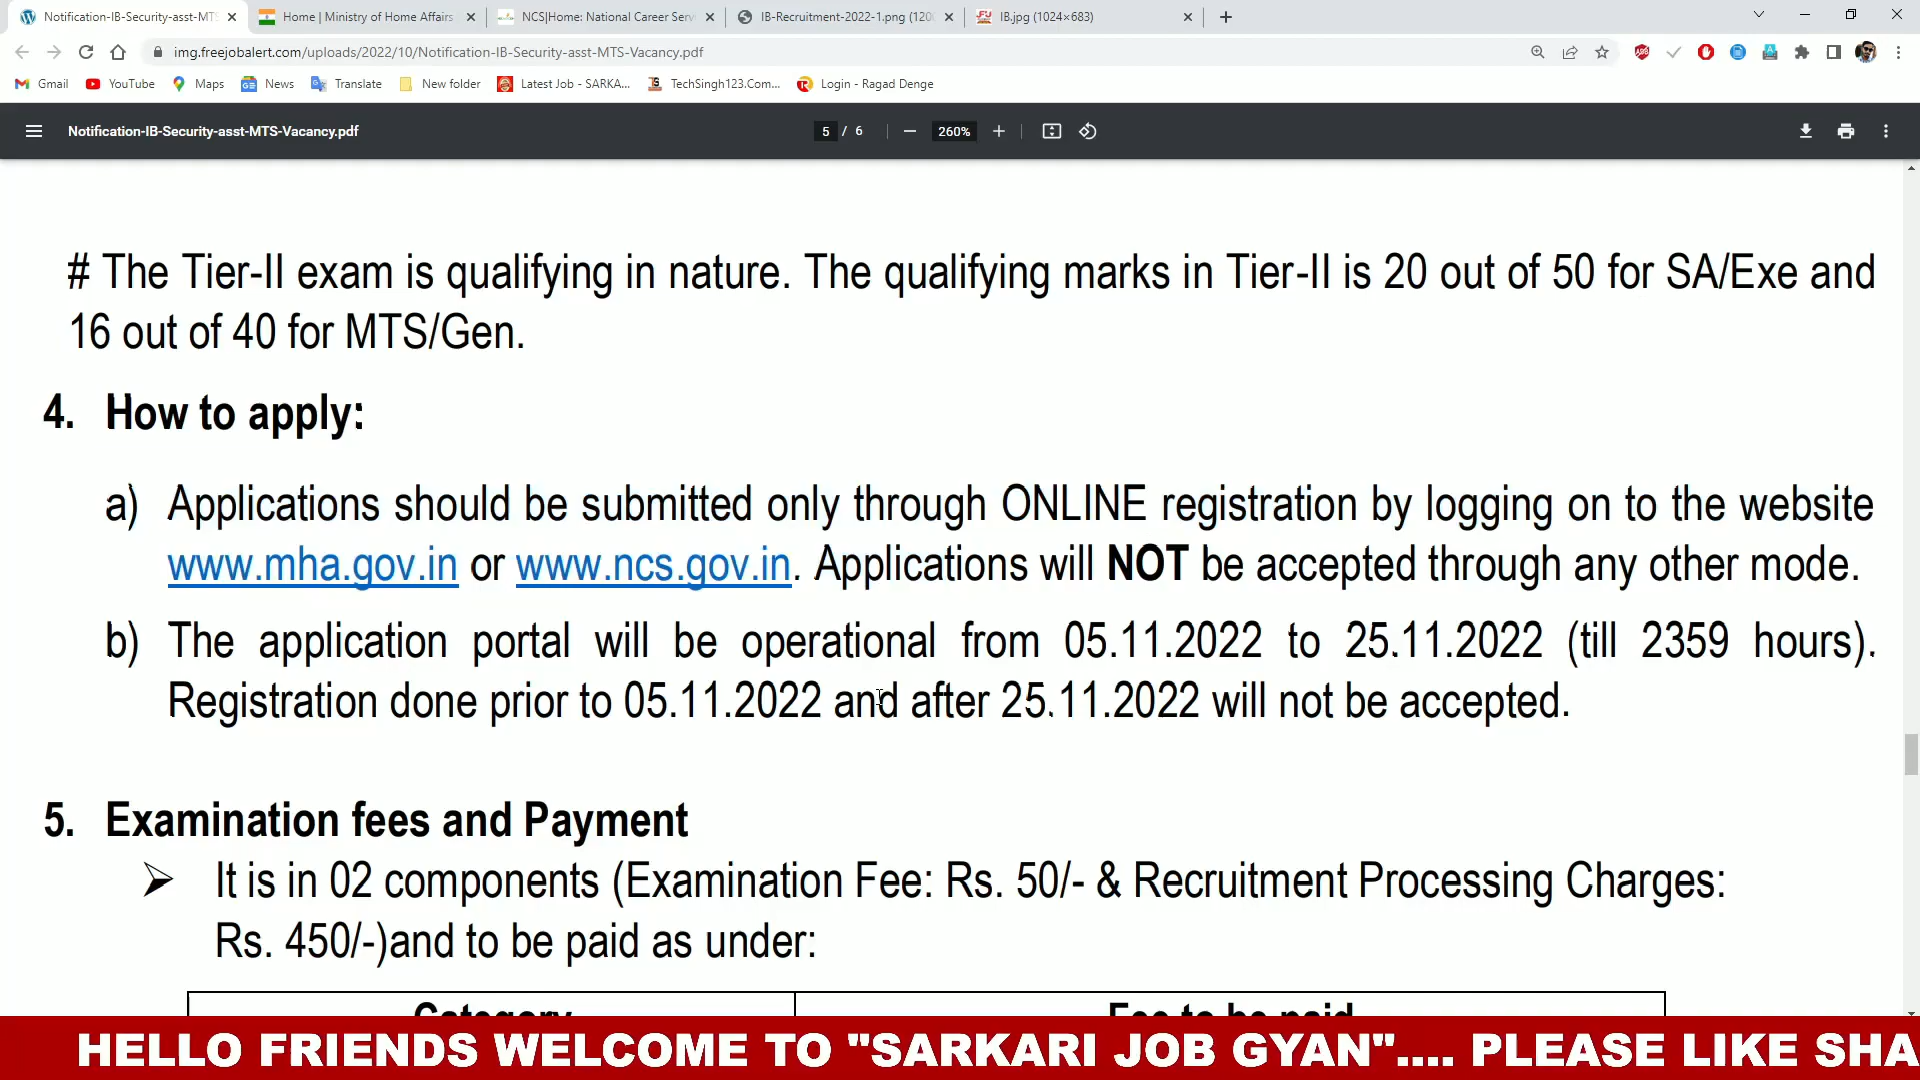 Notification-IB-Security-asst-MTS
Home | Ministry of Home Affairs
NCS|Home: National Career Serv
IB-Recruitment-2022-1.png (1200
IB.jpg (1024×683)
img.freejobalert.com/uploads/2022/10/Notification-IB-Security-asst-MTS-Vacancy.pdf
Gmail YouTube Maps News Translate New folder Latest Job - SARKA... TechSingh123.Com... Login - Ragad Denge
Notification-IB-Security-asst-MTS-Vacancy.pdf 5 / 6 260%
# The Tier-II exam is qualifying in nature. The qualifying marks in Tier-II is 20 out of 50 for SA/Exe and
16 out of 40 for MTS/Gen.
4. How to apply:
a) Applications should be submitted only through ONLINE registration by logging on to the website
www.mha.gov.in or www.ncs.gov.in. Applications will NOT be accepted through any other mode.
b) The application portal will be operational from 05.11.2022 to 25.11.2022 (till 2359 hours).
Registration done prior to 05.11.2022 and after 25.11.2022 will not be accepted.
5. Examination fees and Payment
➢ It is in 02 components (Examination Fee: Rs. 50/- & Recruitment Processing Charges:
Rs. 450/-)and to be paid as under:
Category Fee to be paid
HELLO FRIENDS WELCOME TO "SARKARI JOB GYAN".... PLEASE LIKE SHA